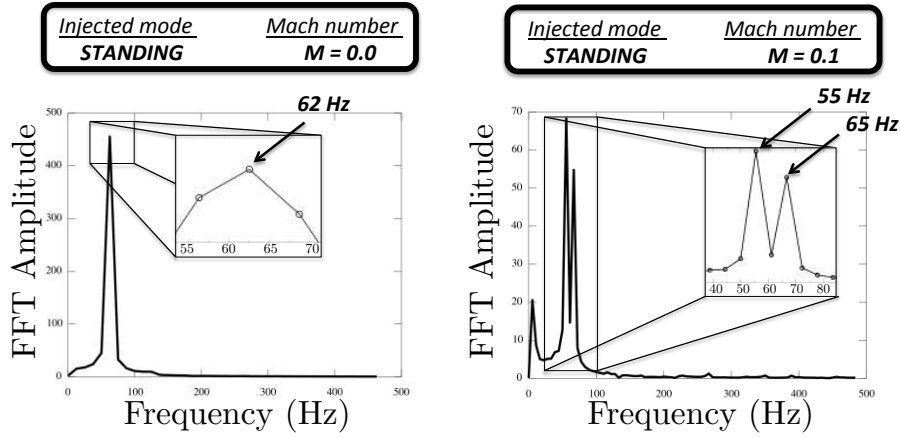 Injected mode Mach number
STANDING M = 0.0
62 Hz
FFT Amplitude
500
400
300
200
100
0
55 60 65 70
0 100 200 300 400 500
Frequency (Hz)
Injected mode Mach number
STANDING M = 0.1
55 Hz
65 Hz
FFT Amplitude
70
60
50
40
30
20
10
0
40 50 61 70 80
0 100 200 300 400 500
Frequency (Hz)